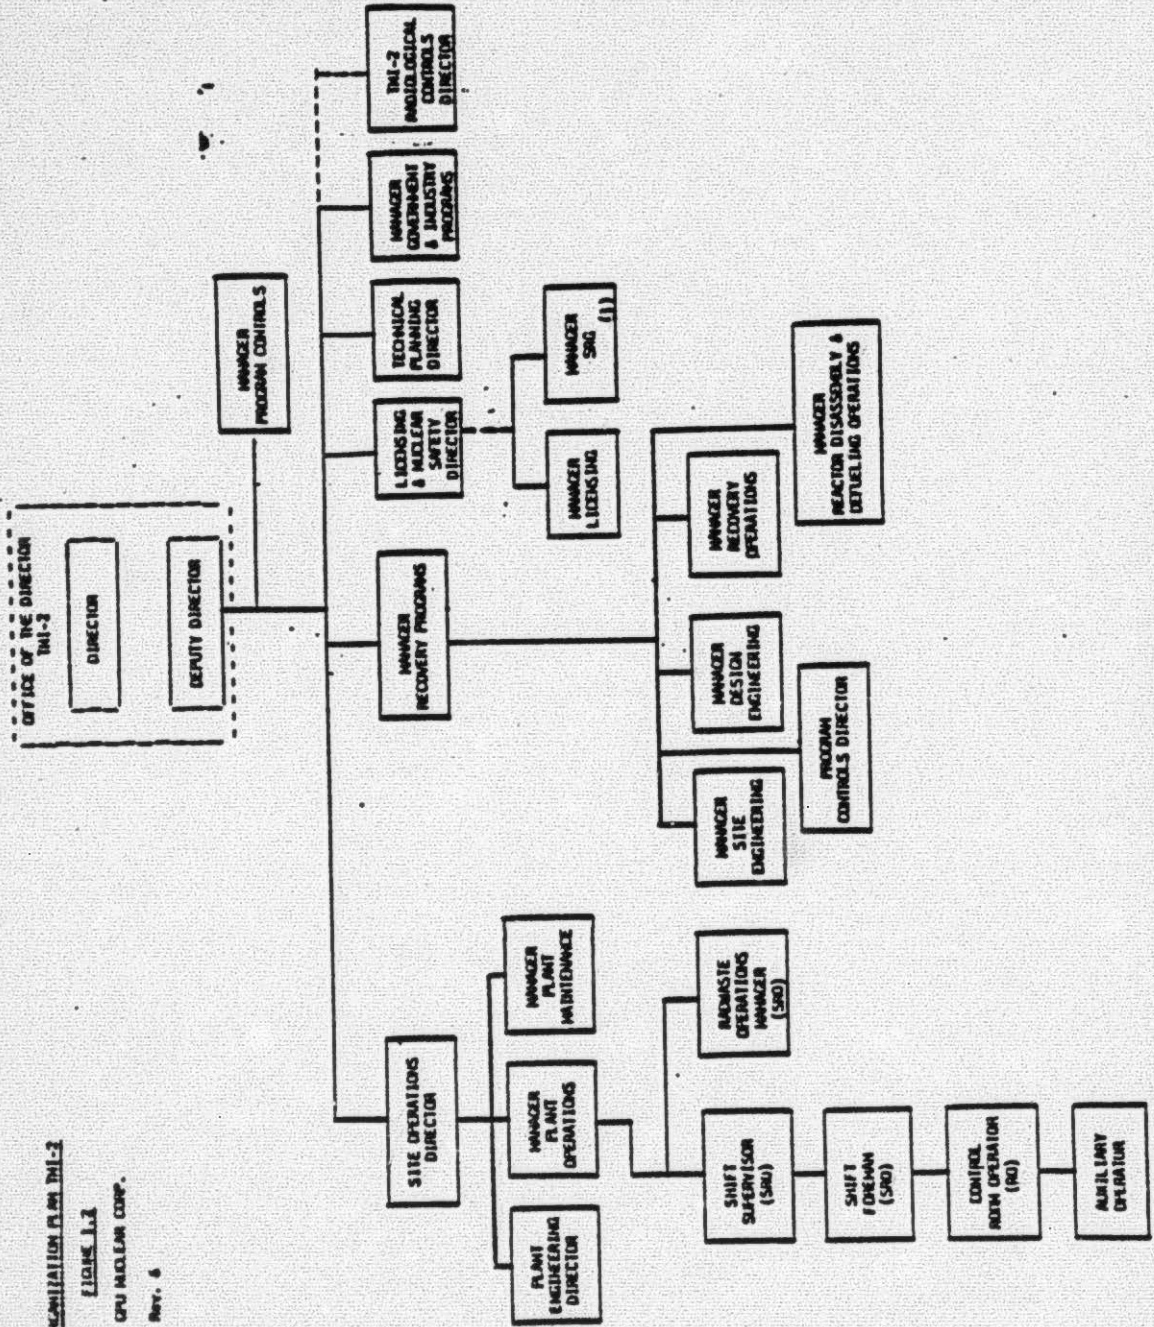 ORGANIZATION PLAN TMI-2
FIGURE 1.2
GPU NUCLEAR CORP.
Rev. 6
OFFICE OF THE DIRECTOR
TMI-2
DIRECTOR
DEPUTY DIRECTOR
MANAGER
PROGRAM CONTROLS
SITE OPERATIONS
DIRECTOR
MANAGER
RECOVERY PROGRAMS
LICENSING
& NUCLEAR
SAFETY
DIRECTOR
TECHNICAL
PLANNING
DIRECTOR
MANAGER
GOVERNMENT
& INDUSTRY
PROGRAMS
TMI-2
RADIOLOGICAL
CONTROLS
DIRECTOR
PLANT
ENGINEERING
DIRECTOR
MANAGER
PLANT
OPERATIONS
MANAGER
PLANT
MAINTENANCE
MANAGER
LICENSING
MANAGER
SRG
(1)
SHIFT
SUPERVISOR
(SRO)
RADWASTE
OPERATIONS
MANAGER
(SRO)
MANAGER
SITE
ENGINEERING
MANAGER
DESIGN
ENGINEERING
MANAGER
RECOVERY
OPERATIONS
PROGRAM
CONTROLS DIRECTOR
MANAGER
REACTOR DISASSEMBLY &
DEFUELING OPERATIONS
SHIFT
FOREMAN
(SRO)
CONTROL
ROOM OPERATOR
(RO)
AUXILIARY
OPERATOR